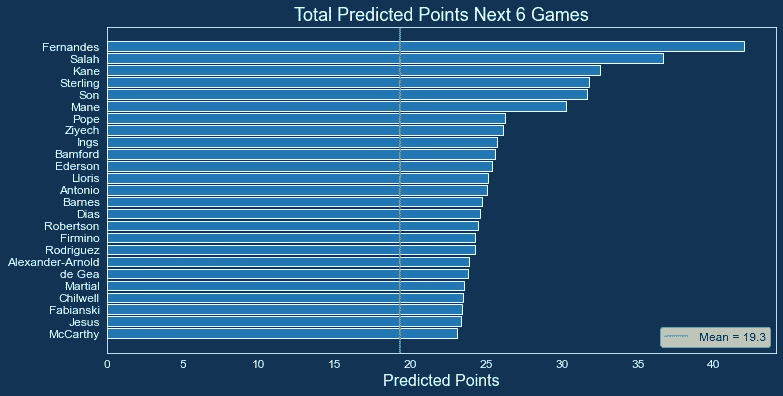 Total Predicted Points Next 6 Games
Fernandes
Salah
Kane
Sterling
Son
Mane
Pope
Ziyech
Ings
Bamford
Ederson
Lloris
Antonio
Barnes
Dias
Robertson
Firmino
Rodriguez
Alexander-Arnold
de Gea
Martial
Chilwell
Fabianski
Jesus
McCarthy
Mean = 19.3
0 5 10 15 20 25 30 35 40
Predicted Points